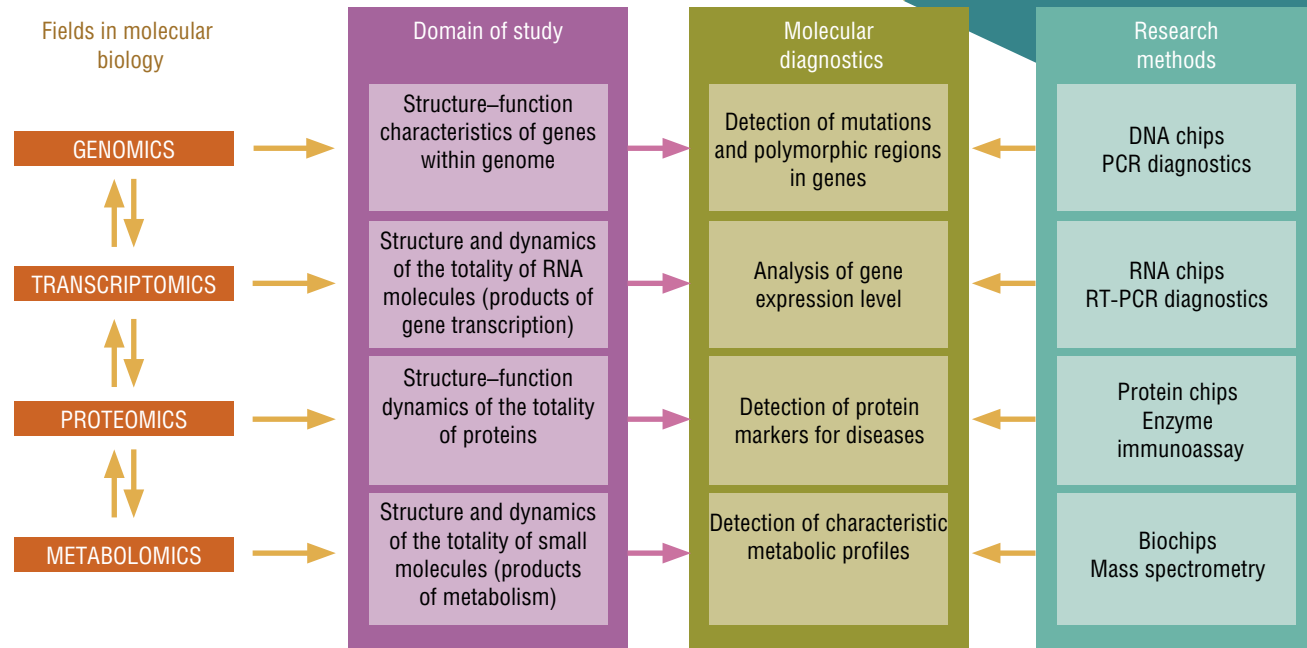 Fields in molecular
biology
Domain of study
Molecular
diagnostics
Research
methods
GENOMICS
Structure–function
characteristics of genes
within genome
Detection of mutations
and polymorphic regions
in genes
DNA chips
PCR diagnostics
TRANSCRIPTOMICS
Structure and dynamics
of the totality of RNA
molecules (products of
gene transcription)
Analysis of gene
expression level
RNA chips
RT-PCR diagnostics
PROTEOMICS
Structure–function
dynamics of the totality
of proteins
Detection of protein
markers for diseases
Protein chips
Enzyme
immunoassay
METABOLOMICS
Structure and dynamics
of the totality of small
molecules (products
of metabolism)
Detection of characteristic
metabolic profiles
Biochips
Mass spectrometry